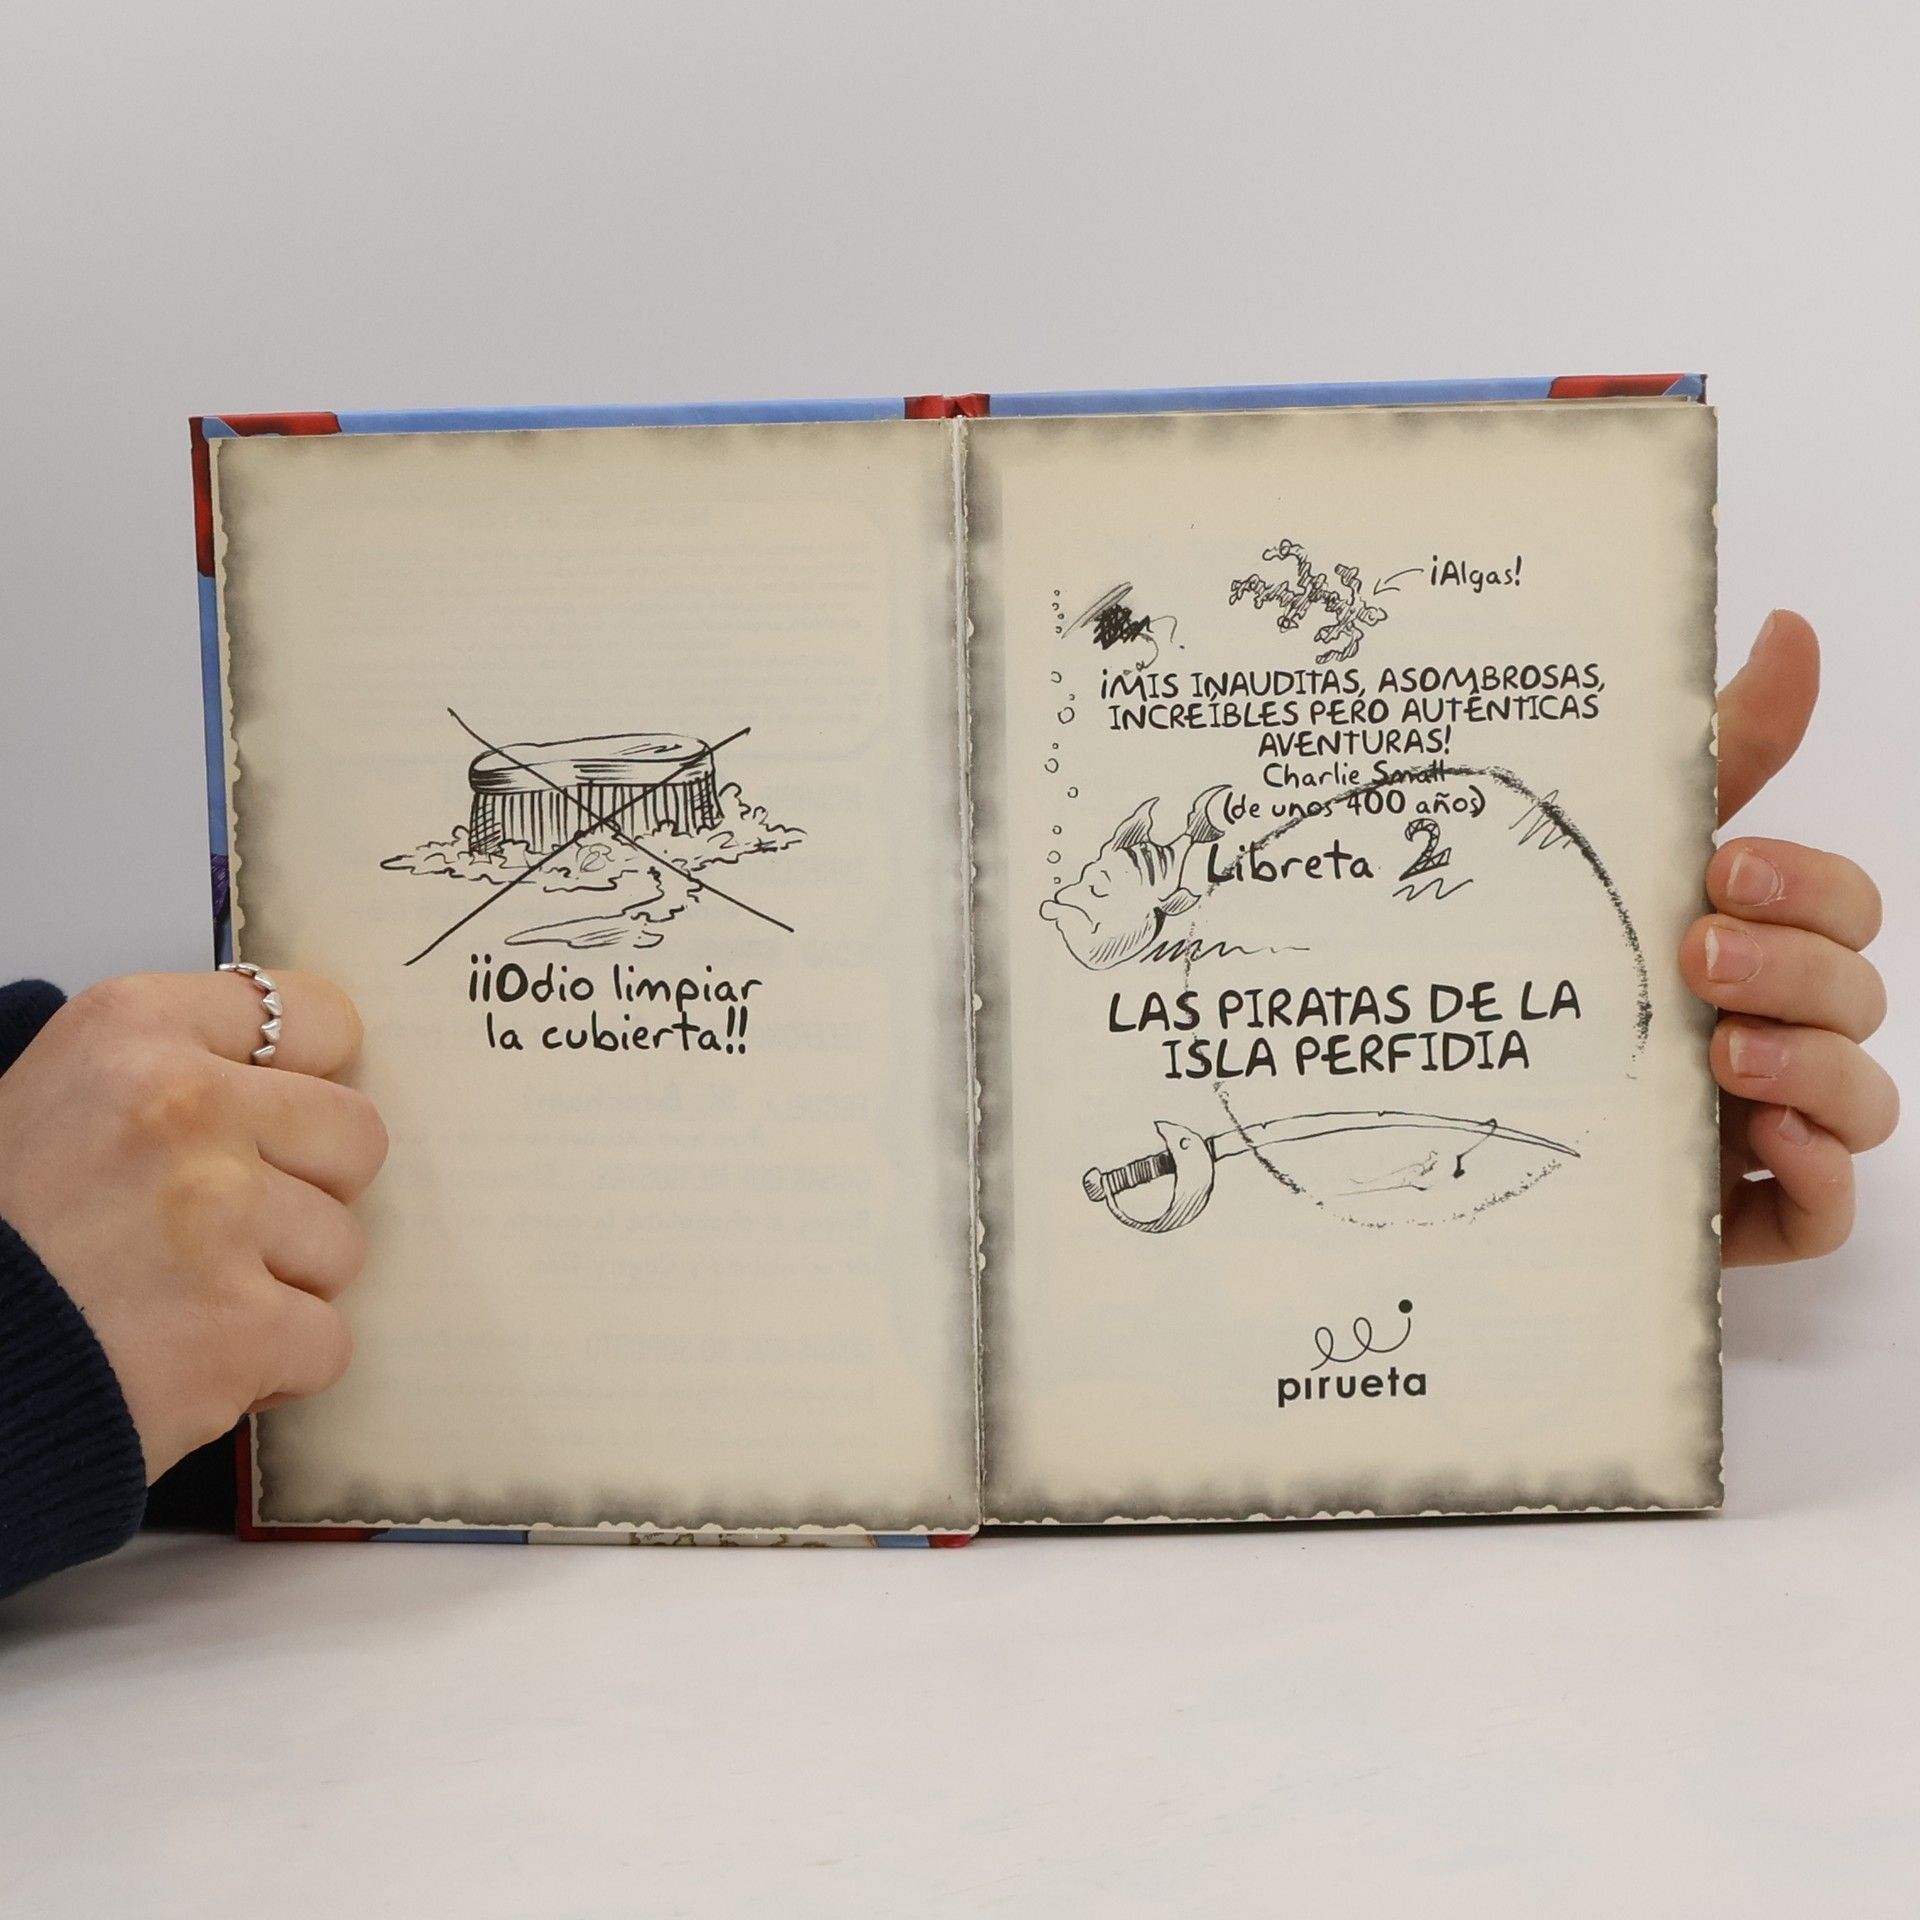 ¡¡Odio limpiar
la cubierta!!
¡Algas!
¡MIS INAUDITAS, ASOMBROSAS,
INCREÍBLES PERO AUTÉNTICAS
AVENTURAS!
Charlie Small
(de unos 400 años)
Libreta 2
LAS PIRATAS DE LA
ISLA PERFIDIA
pirueta